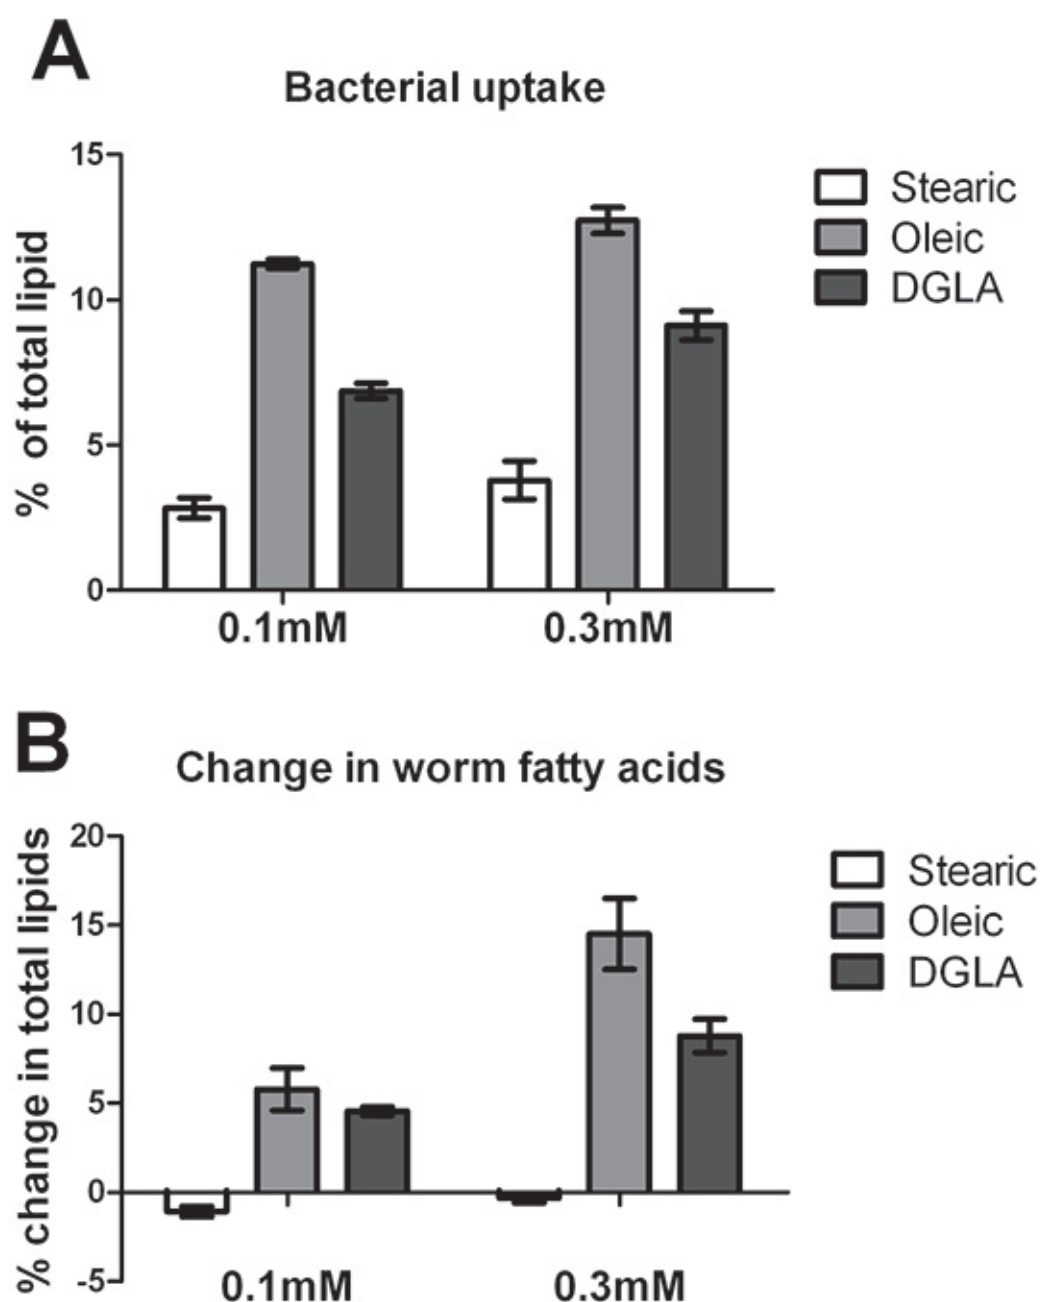 A
Bacterial uptake
% of total lipid
15
10
5
0
0.1mM
0.3mM
Stearic
Oleic
DGLA
B
Change in worm fatty acids
% change in total lipids
20
15
10
5
0
-5
0.1mM
0.3mM
Stearic
Oleic
DGLA